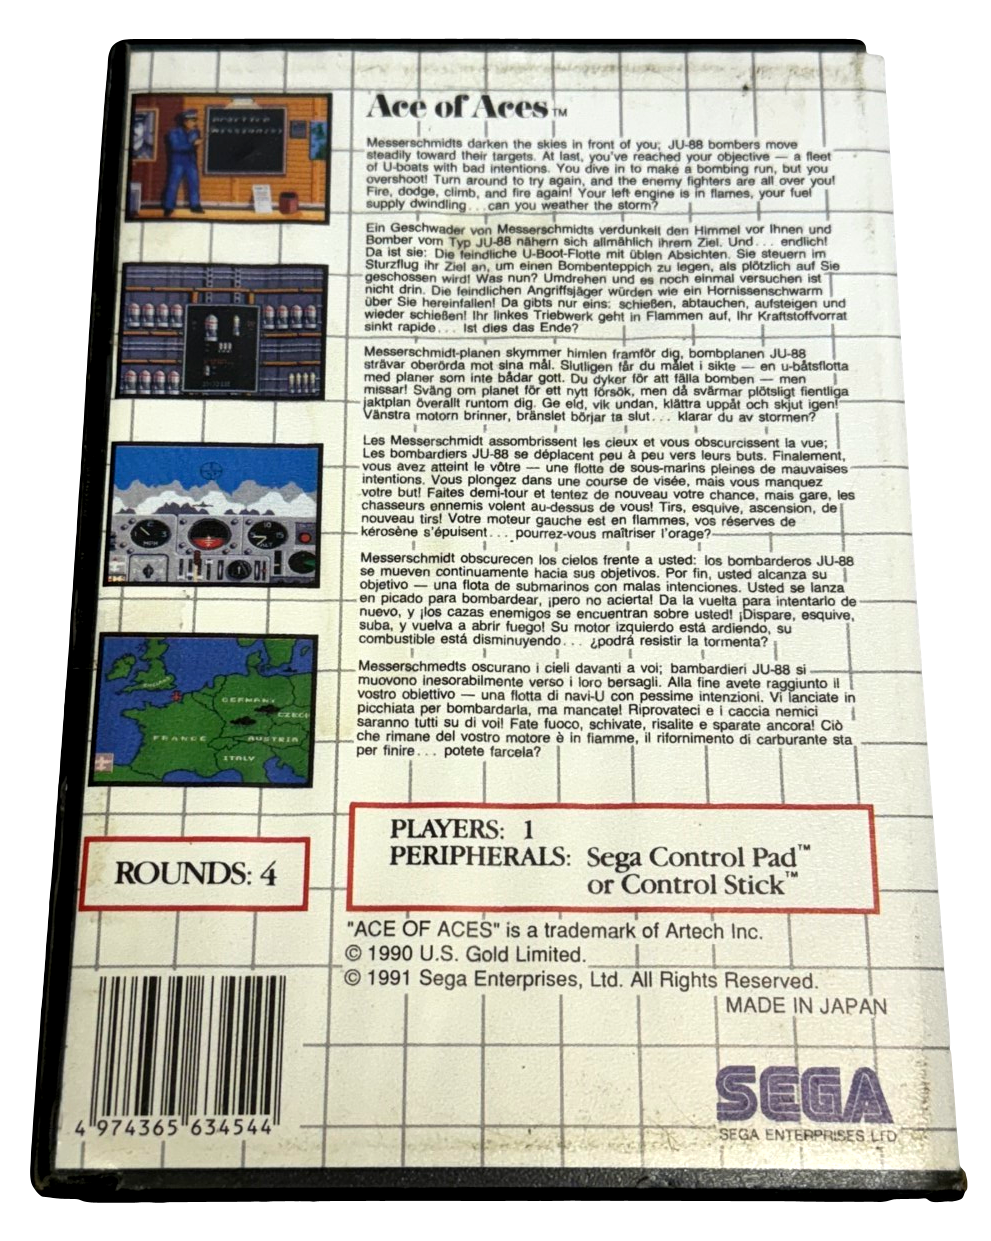 Ace of Aces™
Messerschmidts darken the skies in front of you; JU-88 bombers move
steadily toward their targets. At last, you've reached your objective — a fleet
of U-boats with bad intentions. You dive in to make a bombing run, but you
overshoot! Turn around to try again, and the enemy fighters are all over you!
Fire, dodge, climb, and fire again! Your left engine is in flames, your fuel
supply dwindling...can you weather the storm?
Ein Geschwader von Messerschmidts verdunkelt den Himmel vor Ihnen und
Bomber vom Typ JU-88 nähern sich allmählich ihrem Ziel. Und... endlich!
Da ist sie: Die feindliche U-Boot-Flotte mit üblen Absichten. Sie steuern im
Sturzflug ihr Ziel an, um einen Bombenteppich zu legen, als plötzlich auf Sie
geschossen wird! Was nun? Umdrehen und es noch einmal versuchen ist
nicht drin. Die feindlichen Angriffsjäger würden wie ein Hornissenschwarm
über Sie hereinfallen! Da gibts nur eins: schießen, abtauchen, aufsteigen und
wieder schießen! Ihr linkes Triebwerk geht in Flammen auf, Ihr Kraftstoffvorrat
sinkt rapide... Ist dies das Ende?
Messerschmidt-planen skymmer himlen framför dig, bombplanen JU-88
strävar oberörda mot sina mål. Slutligen får du målet i sikte — en u-båtsflotta
med planer som inte bådar gott. Du dyker för att fälla bomben — men
missar! Sväng om planet för ett nytt försök, men då svärmar plötsligt fientliga
jaktplan överallt runtom dig. Ge eld, vik undan, klättra uppåt och skjut igen!
Vänstra motorn brinner, bränslet börjar ta slut... klarar du av stormen?
Les Messerschmidt assombrissent les cieux et vous obscurcissent la vue;
Les bombardiers JU-88 se déplacent peu à peu vers leurs buts. Finalement,
vous avez atteint le vôtre — une flotte de sous-marins pleines de mauvaises
intentions. Vous plongez dans une course de visée, mais vous manquez
votre but! Faites demi-tour et tentez de nouveau votre chance, mais gare, les
chasseurs ennemis volent au-dessus de vous! Tirs, esquive, ascension, de
nouveau tirs! Votre moteur gauche est en flammes, vos réserves de
kérosène s'épuisent... pourrez-vous maîtriser l'orage?
Messerschmidt obscurecen los cielos frente a usted: los bombarderos JU-88
se mueven continuamente hacia sus objetivos. Por fin, usted alcanza su
objetivo — una flota de submarinos con malas intenciones. Usted se lanza
en picado para bombardear, ¡pero no acierta! Da la vuelta para intentarlo de
nuevo, y ¡los cazas enemigos se encuentran sobre usted! ¡Dispare, esquive,
suba, y vuelva a abrir fuego! Su motor izquierdo está ardiendo, su
combustible está disminuyendo... ¿podrá resistir la tormenta?
Messerschmedts oscurano i cieli davanti a voi; bambardieri JU-88 si
muovono inesorabilmente verso i loro bersagli. Alla fine avete raggiunto il
vostro obiettivo — una flotta di navi-U con pessime intenzioni. Vi lanciate in
picchiata per bombardarla, ma mancate! Riprovateci e i caccia nemici
saranno tutti su di voi! Fate fuoco, schivate, risalite e sparate ancora! Ciò
che rimane del vostro motore è in fiamme, il rifornimento di carburante sta
per finire... potete farcela?
GERMANY
CZECH
FRANCE
AUSTRIA
ITALY
ROUNDS: 4
PLAYERS: 1
PERIPHERALS: Sega Control Pad™
or Control Stick™
"ACE OF ACES" is a trademark of Artech Inc.
© 1990 U.S. Gold Limited.
© 1991 Sega Enterprises, Ltd. All Rights Reserved.
MADE IN JAPAN
4 974365 634544
SEGA
SEGA ENTERPRISES LTD.